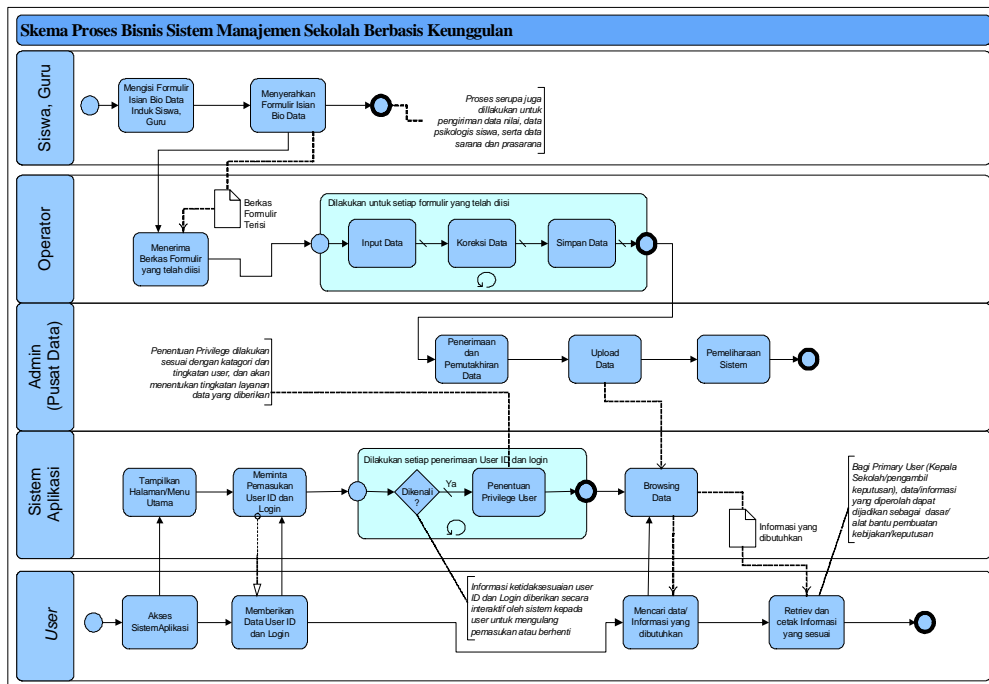 Skema Proses Bisnis Sistem Manajemen Sekolah Berbasis Keunggulan
Siswa, Guru
Mengisi Formulir
Isian Bio Data
Induk Siswa,
Guru
Menyerahkan
Formulir Isian
Bio Data
Proses serupa juga
dillakukan untuk
pengiriman data nilai, data
psikologis siswa, serta data
sarana dan prasarana
Operator
Berkas
Formulir
Terisi
Menerima
Berkas Formulir
yang telah diisi
Dilakukan untuk setiap formulir yang telah diisi
Input Data
Koreksi Data
Simpan Data
Admin
(Pusat Data)
Penentuan Privilege dilakukan
sesuai dengan katagori dan
tingkatan user, dan akan
menentukan tingkatan layanan
data yang diberikan
Penerimaan
dan
Pemutakhiran
Data
Upload
Data
Pemeliharaan
Sistem
Sistem
Aplikasi
Tampilkan
Halaman/Menu
Utama
Meminta
Pemasukan
User ID dan
Login
Dilakukan setiap penerimaan User ID dan login
Dikenali
?
Ya
Penentuan
Privilege User
Browsing
Data
Informasi yang
dibutuhkan
Bagi Primary User (Kepala
Sekolah/pengambil
keputusan), data/informasi
yang diperolah dapat
dijadikan sebagai dasar/
alat bantu pembuatan
kebijakan/keputusan
User
Akses
SistemAplikasi
Memberikan
Data User ID
dan Login
Informasi ketidaksesuaian user
ID dan Login diberikan secara
interaktif oleh sistem kepada
user untuk mengulang
pemasukan atau berhenti
Mencari data/
Informasi yang
dibutuhkan
Retriev dan
cetak Informasi
yang sesuai